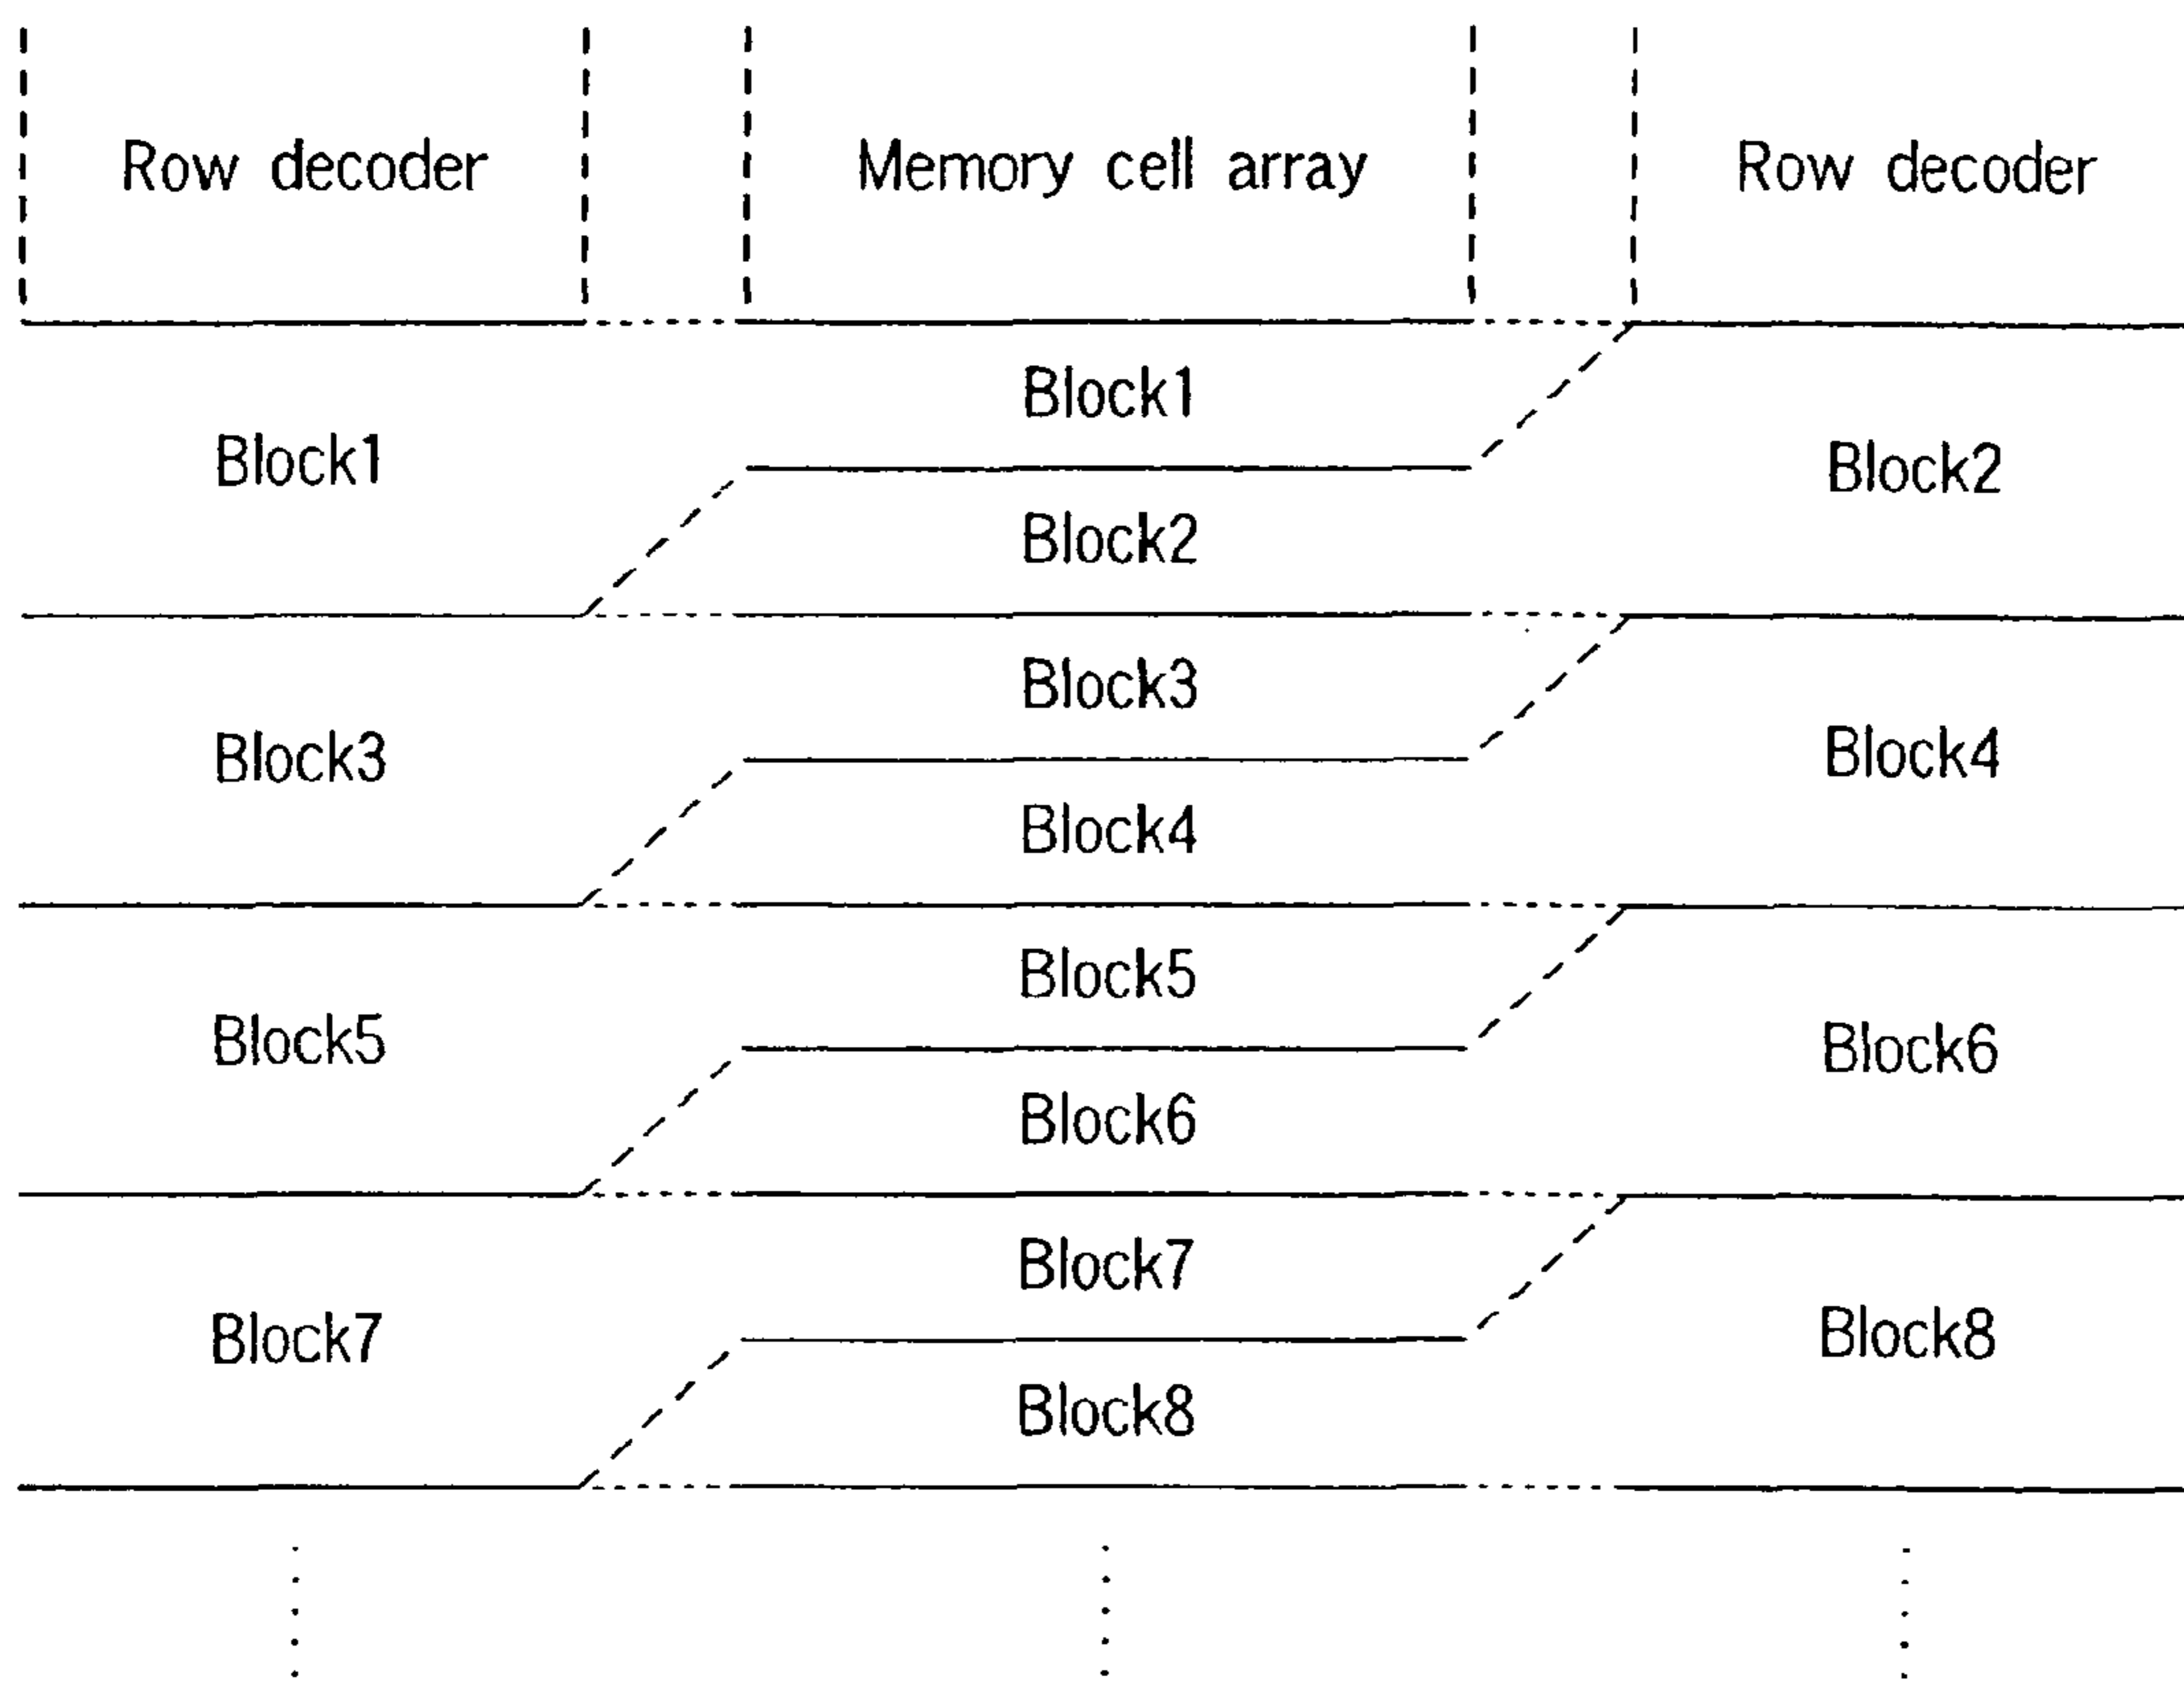 Row decoder
Memory cell array
Row decoder
Block1
Block1
Block2
Block2
Block3
Block3
Block4
Block4
Block5
Block5
Block6
Block6
Block7
Block7
Block8
Block8